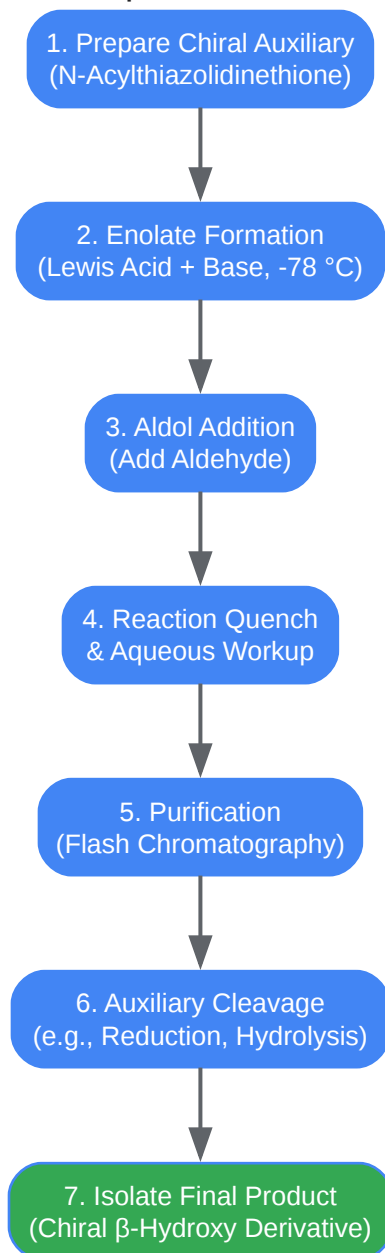 1. Prepare Chiral Auxiliary
(N-Acylthiazolidinethione)
2. Enolate Formation
(Lewis Acid + Base, -78 °C)
3. Aldol Addition
(Add Aldehyde)
4. Reaction Quench
& Aqueous Workup
5. Purification
(Flash Chromatography)
6. Auxiliary Cleavage
(e.g., Reduction, Hydrolysis)
7. Isolate Final Product
(Chiral β-Hydroxy Derivative)